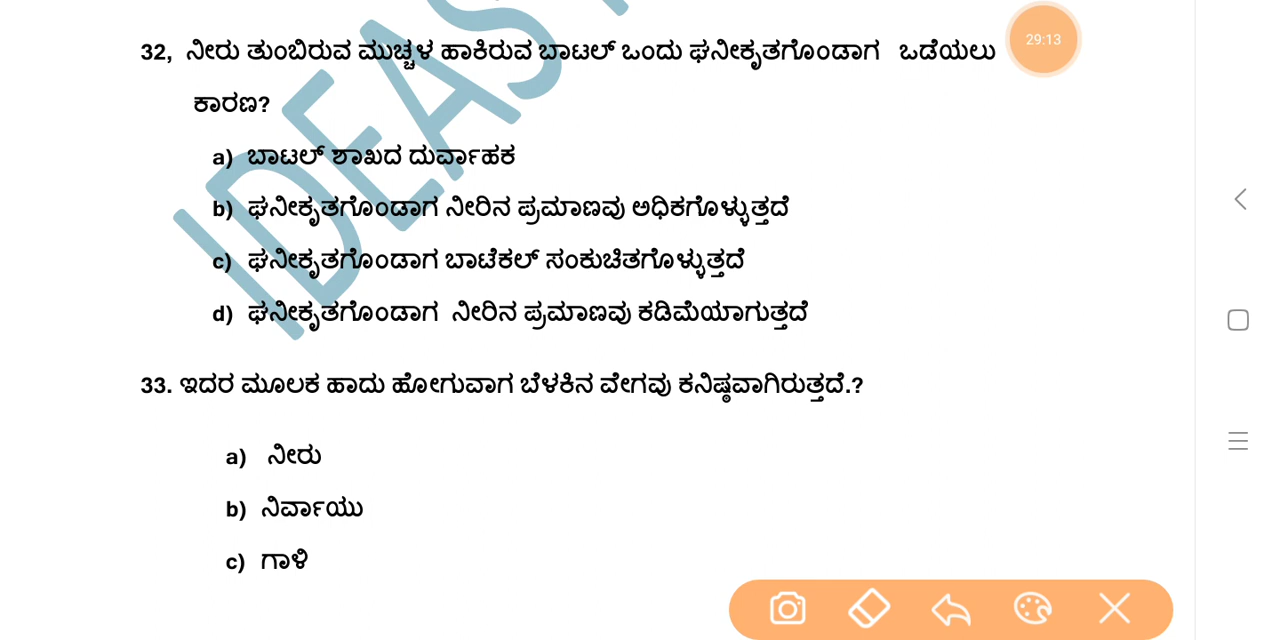 29:13
32, ನೀರು ತುಂಬಿರುವ ಮುಚ್ಚಳ ಹಾಕಿರುವ ಬಾಟಲ್ ಒಂದು ಘನೀಕೃತಗೊಂಡಾಗ ಒಡೆಯಲು
ಕಾರಣ?
a) ಬಾಟಲ್ ಶಾಖದ ದುರ್ವಾಹಕ
b) ಘನೀಕೃತಗೊಂಡಾಗ ನೀರಿನ ಪ್ರಮಾಣವು ಅಧಿಕಗೊಳ್ಳುತ್ತದೆ
c) ಘನೀಕೃತಗೊಂಡಾಗ ಬಾಟೆಕಲ್ ಸಂಕುಚಿತಗೊಳ್ಳುತ್ತದೆ
d) ಘನೀಕೃತಗೊಂಡಾಗ ನೀರಿನ ಪ್ರಮಾಣವು ಕಡಿಮೆಯಾಗುತ್ತದೆ
33. ಇದರ ಮೂಲಕ ಹಾದು ಹೋಗುವಾಗ ಬೆಳಕಿನ ವೇಗವು ಕನಿಷ್ಠವಾಗಿರುತ್ತದೆ.?
a) ನೀರು
b) ನಿರ್ವಾಯು
c) ಗಾಳಿ